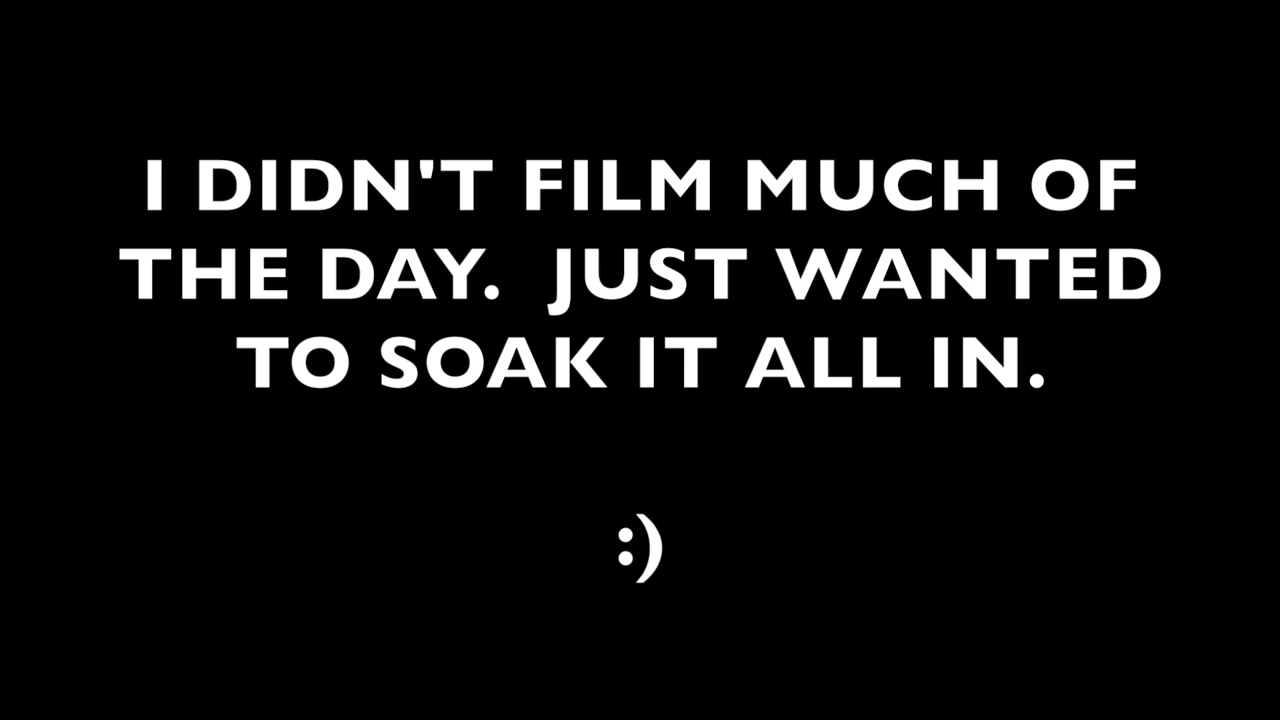 I DIDN'T FILM MUCH OF
THE DAY.  JUST WANTED
TO SOAK IT ALL IN.
:)